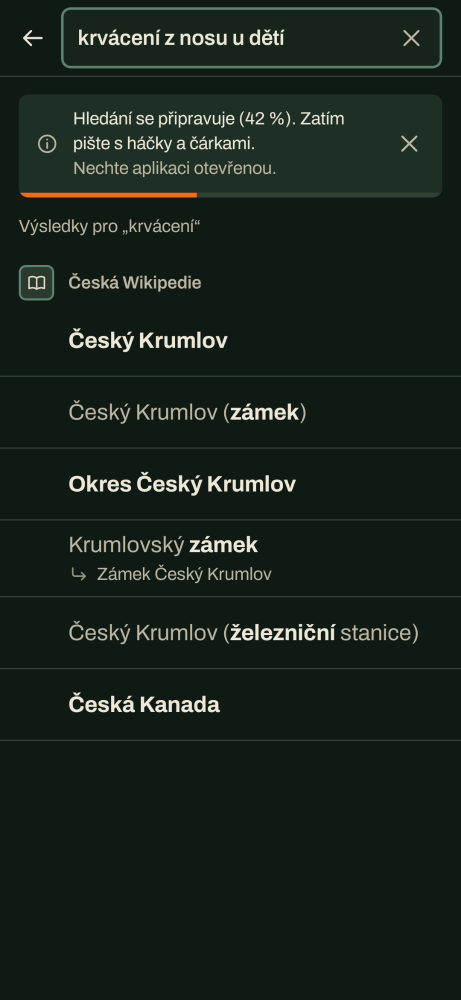 krvácení z nosu u dětí
Hledání se připravuje (42 %). Zatím
pište s háčky a čárkami.
Nechte aplikaci otevřenou.
Výsledky pro „krvácení“
Česká Wikipedie
Český Krumlov
Český Krumlov (zámek)
Okres Český Krumlov
Krumlovský zámek
Zámek Český Krumlov
Český Krumlov (železniční stanice)
Česká Kanada